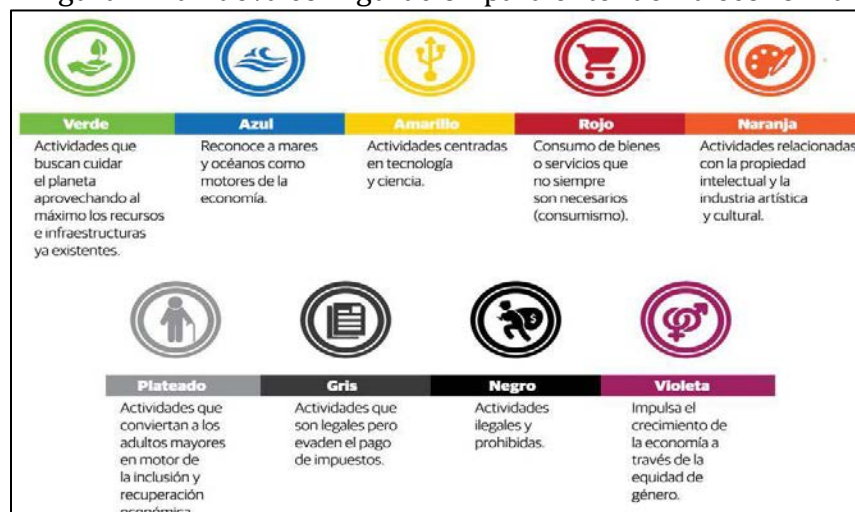 Verde
Actividades que
buscan cuidar
el planeta
aprovechando al
máximo los recursos
e infraestructuras
ya existentes.
Azul
Reconoce a mares
y océanos como
motores de la
economía.
Amarillo
Actividades centradas
en tecnología
y ciencia.
Rojo
Consumo de bienes
o servicios que
no siempre
son necesarios
(consumismo).
Naranja
Actividades relacionadas
con la propiedad
intelectual y la
industria artística
y cultural.
Plateado
Actividades que
conviertan a los
adultos mayores
en motor de
la inclusión y
recuperación
económica.
Gris
Actividades que
son legales pero
evaden el pago
de impuestos.
Negro
Actividades
ilegales y
prohibidas.
$
Violeta
Impulsa el
crecimiento de
la economía a
través de la
equidad de
género.